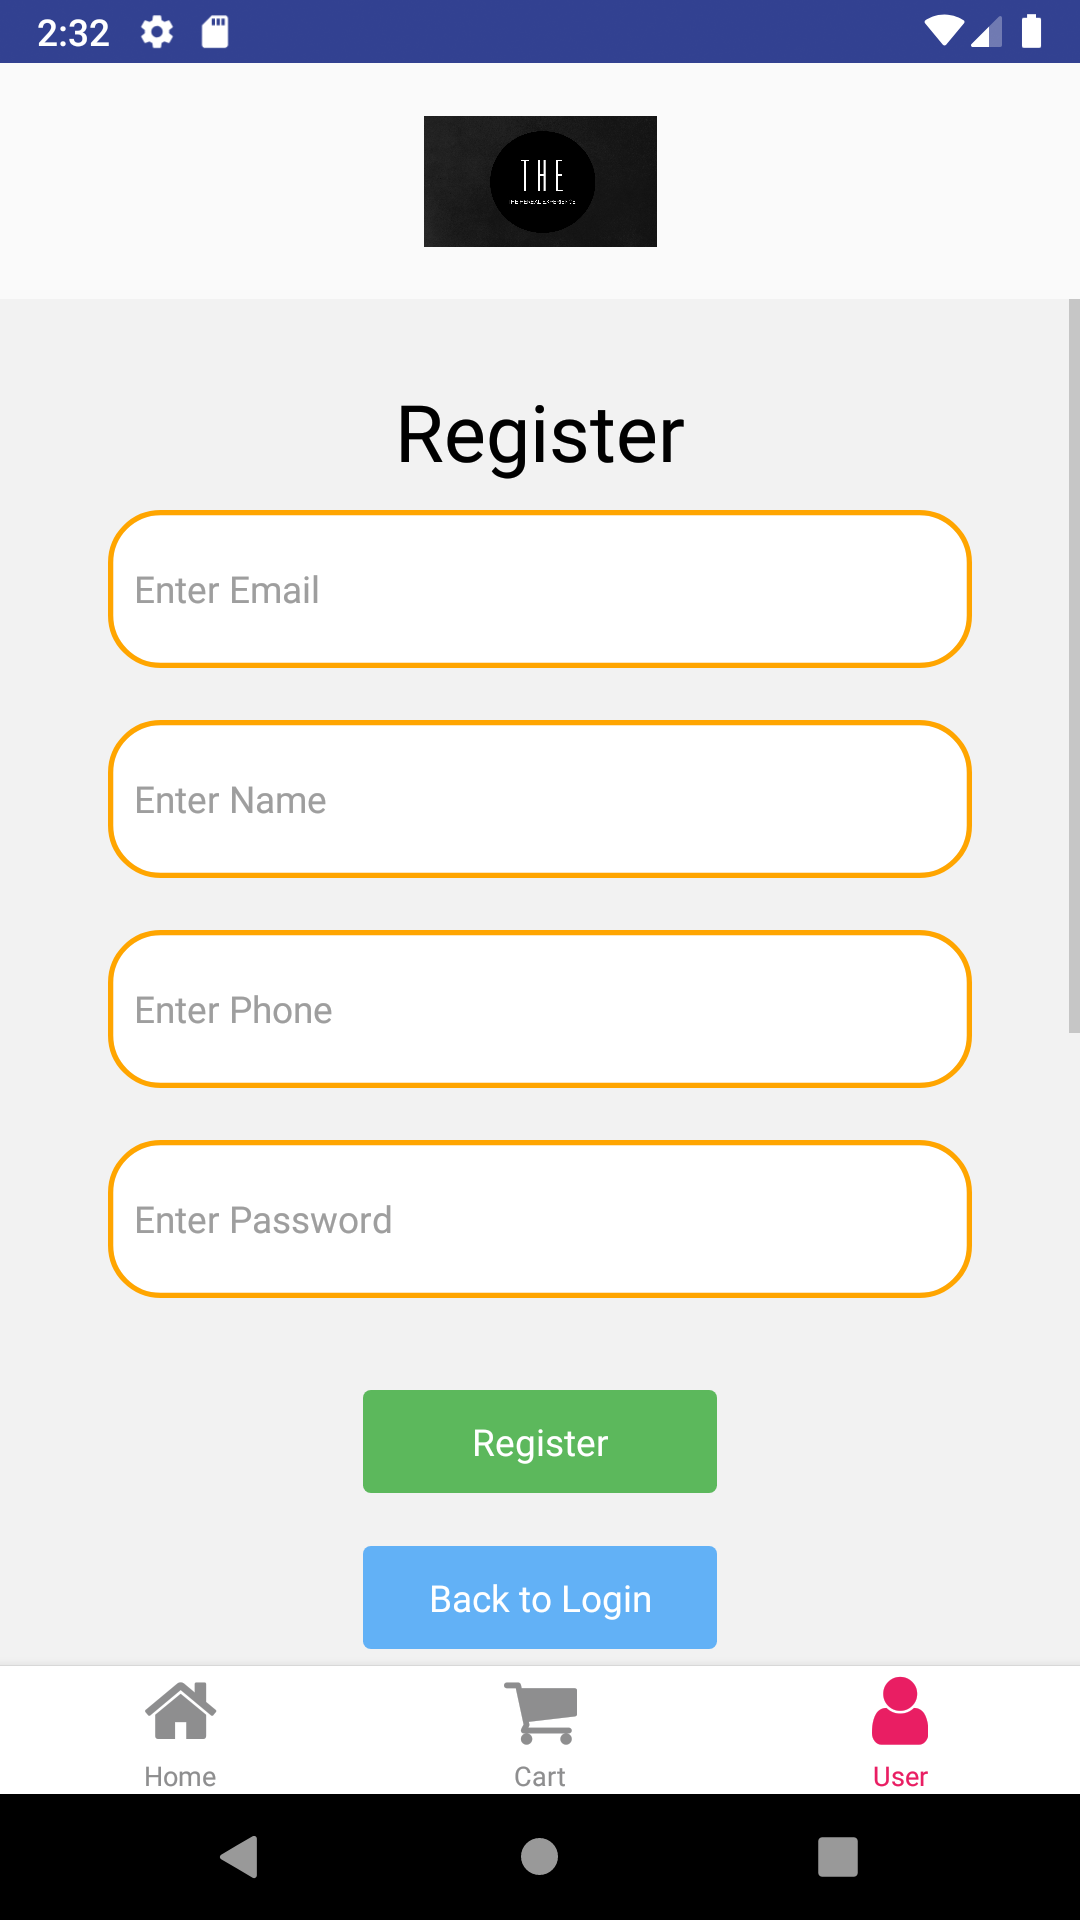 2:32
THE
Register
Enter Email
Enter Name
Enter Phone
Enter Password
Register
Back to Login
Home
Cart
User